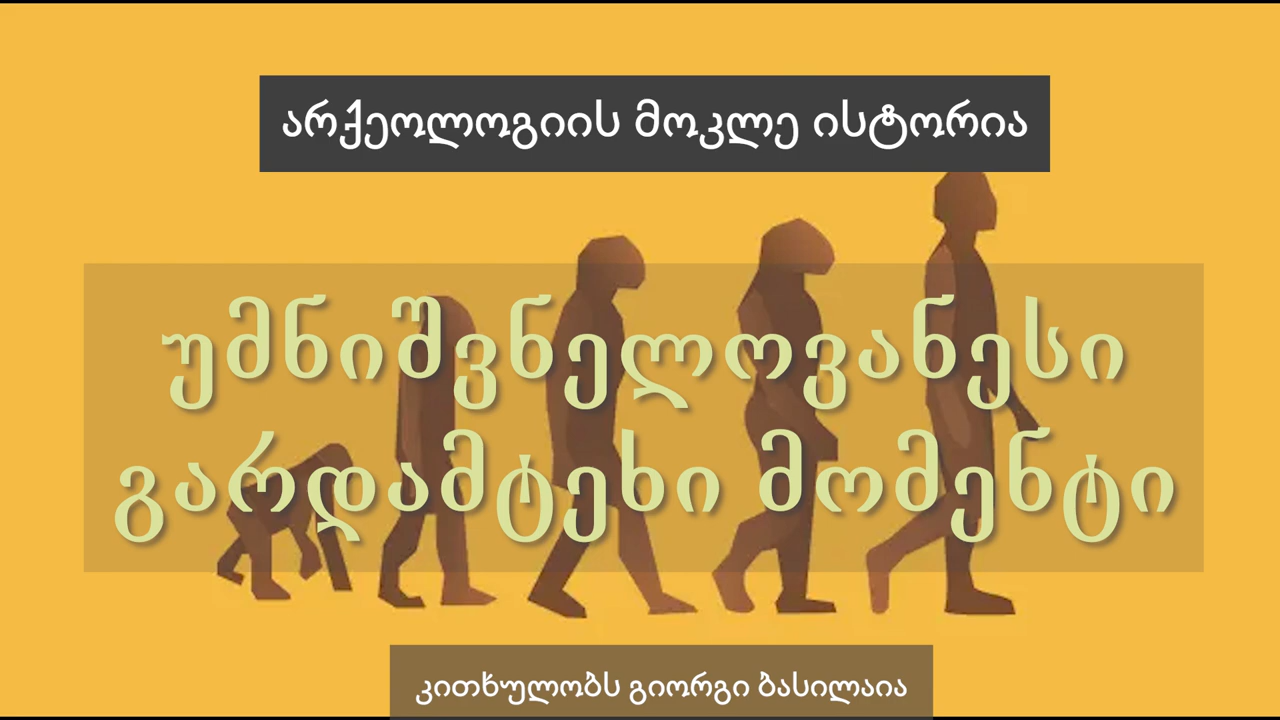 არქეოლოგიის მოკლე ისტორია
უმნიშვნელოვანესი
გარდამტეხი მომენტი
კითხულობს გიორგი ბასილაია